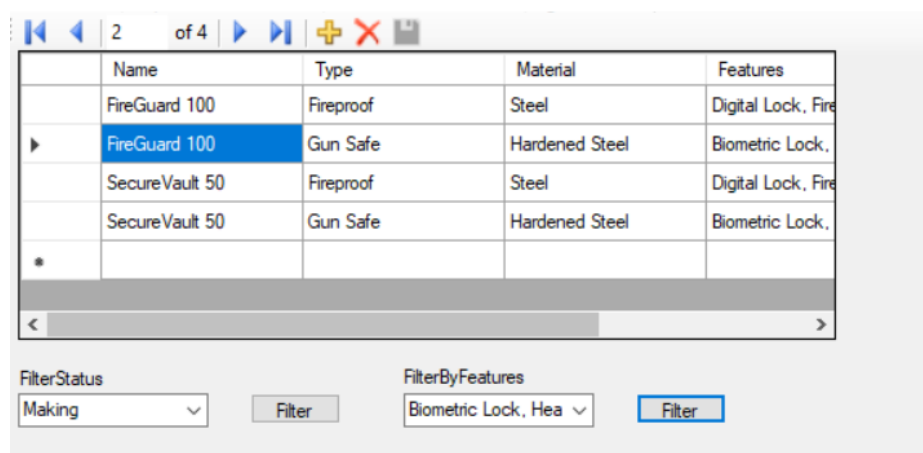 2 of 4
Name Type Material Features
FireGuard 100 Fireproof Steel Digital Lock, Fire
FireGuard 100 Gun Safe Hardened Steel Biometric Lock,
SecureVault 50 Fireproof Steel Digital Lock, Fire
SecureVault 50 Gun Safe Hardened Steel Biometric Lock,
FilterStatus FilterByFeatures
Making Filter Biometric Lock, Hea Filter